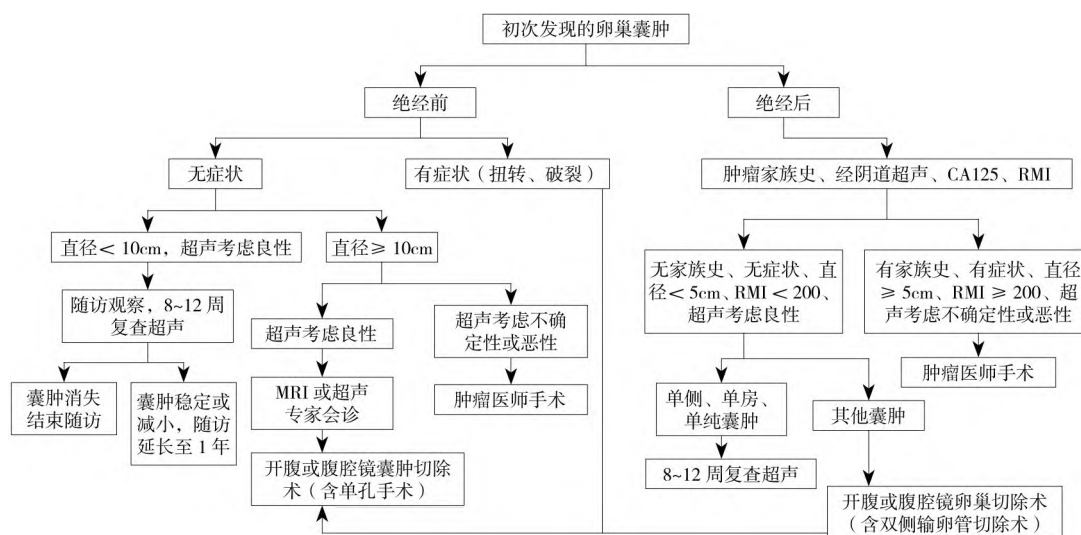 初次发现的卵巢囊肿
绝经前
绝经后
无症状
有症状（扭转、破裂）
肿瘤家族史、经阴道超声、CA125、RMI
直径＜10cm，超声考虑良性
直径≥10cm
无家族史、无症状、直
径＜5cm、RMI＜200、
超声考虑良性
有家族史、有症状、直径
≥5cm、RMI≥200、超
声考虑不确定性或恶性
随访观察，8~12 周
复查超声
超声考虑良性
超声考虑不确
定性或恶性
肿瘤医师手术
囊肿消失
结束随访
囊肿稳定或
减小，随访
延长至 1 年
MRI 或超声
专家会诊
肿瘤医师手术
单侧、单房、
单纯囊肿
其他囊肿
开腹或腹腔镜囊肿切除
术（含单孔手术）
8~12 周复查超声
开腹或腹腔镜卵巢切除术
（含双侧输卵管切除术）